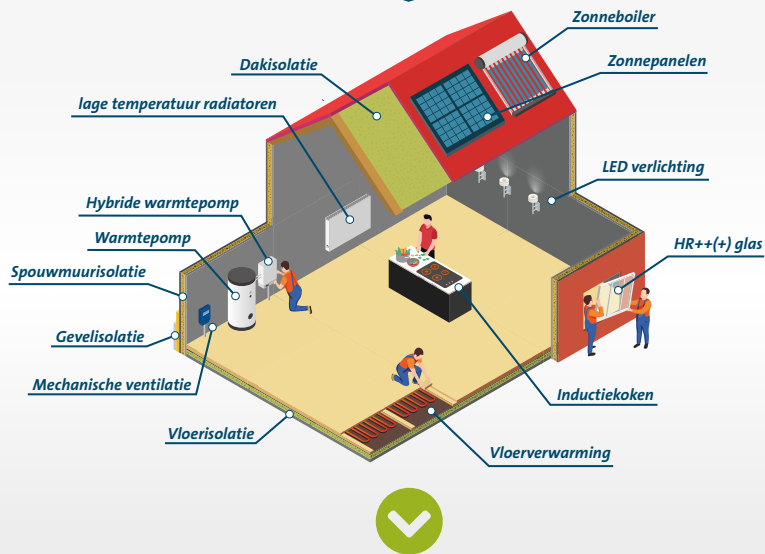 Zonneboiler
Dakisolatie
Zonnepanelen
lage temperatuur radiatoren
LED verlichting
Hybride warmtepomp
Warmtepomp
HR++(+) glas
Spouwmuurisolatie
Gevelisolatie
Mechanische ventilatie
Inductiekoken
Vloerisolatie
Vloerverwarming